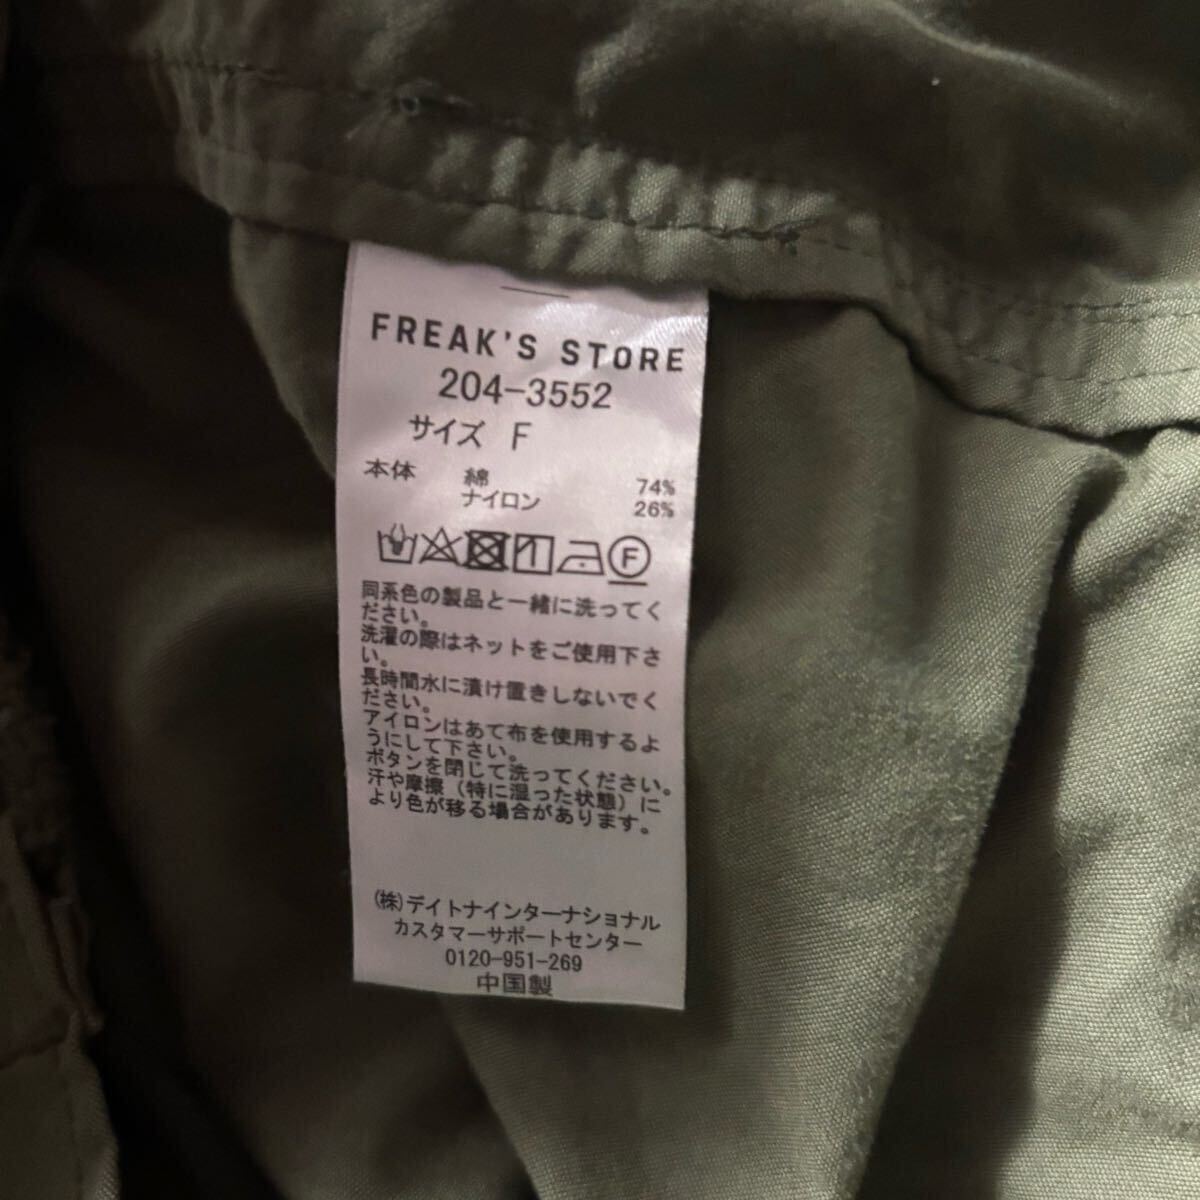 FREAK'S STORE
204-3552
サイズ F
本体 綿 74%
ナイロン 26%
F
同系色の製品と一緒に洗ってく
ださい。
洗濯の際はネットをご使用下さ
い。
長時間水に漬け置きしないでく
ださい。
アイロンはあて布を使用するよ
うにして下さい。
ボタンを閉じて洗ってください。
汗や摩擦（特に湿った状態）に
より色が移る場合があります。
(株)デイトナインターナショナル
カスタマーサポートセンター
0120-951-269
中国製